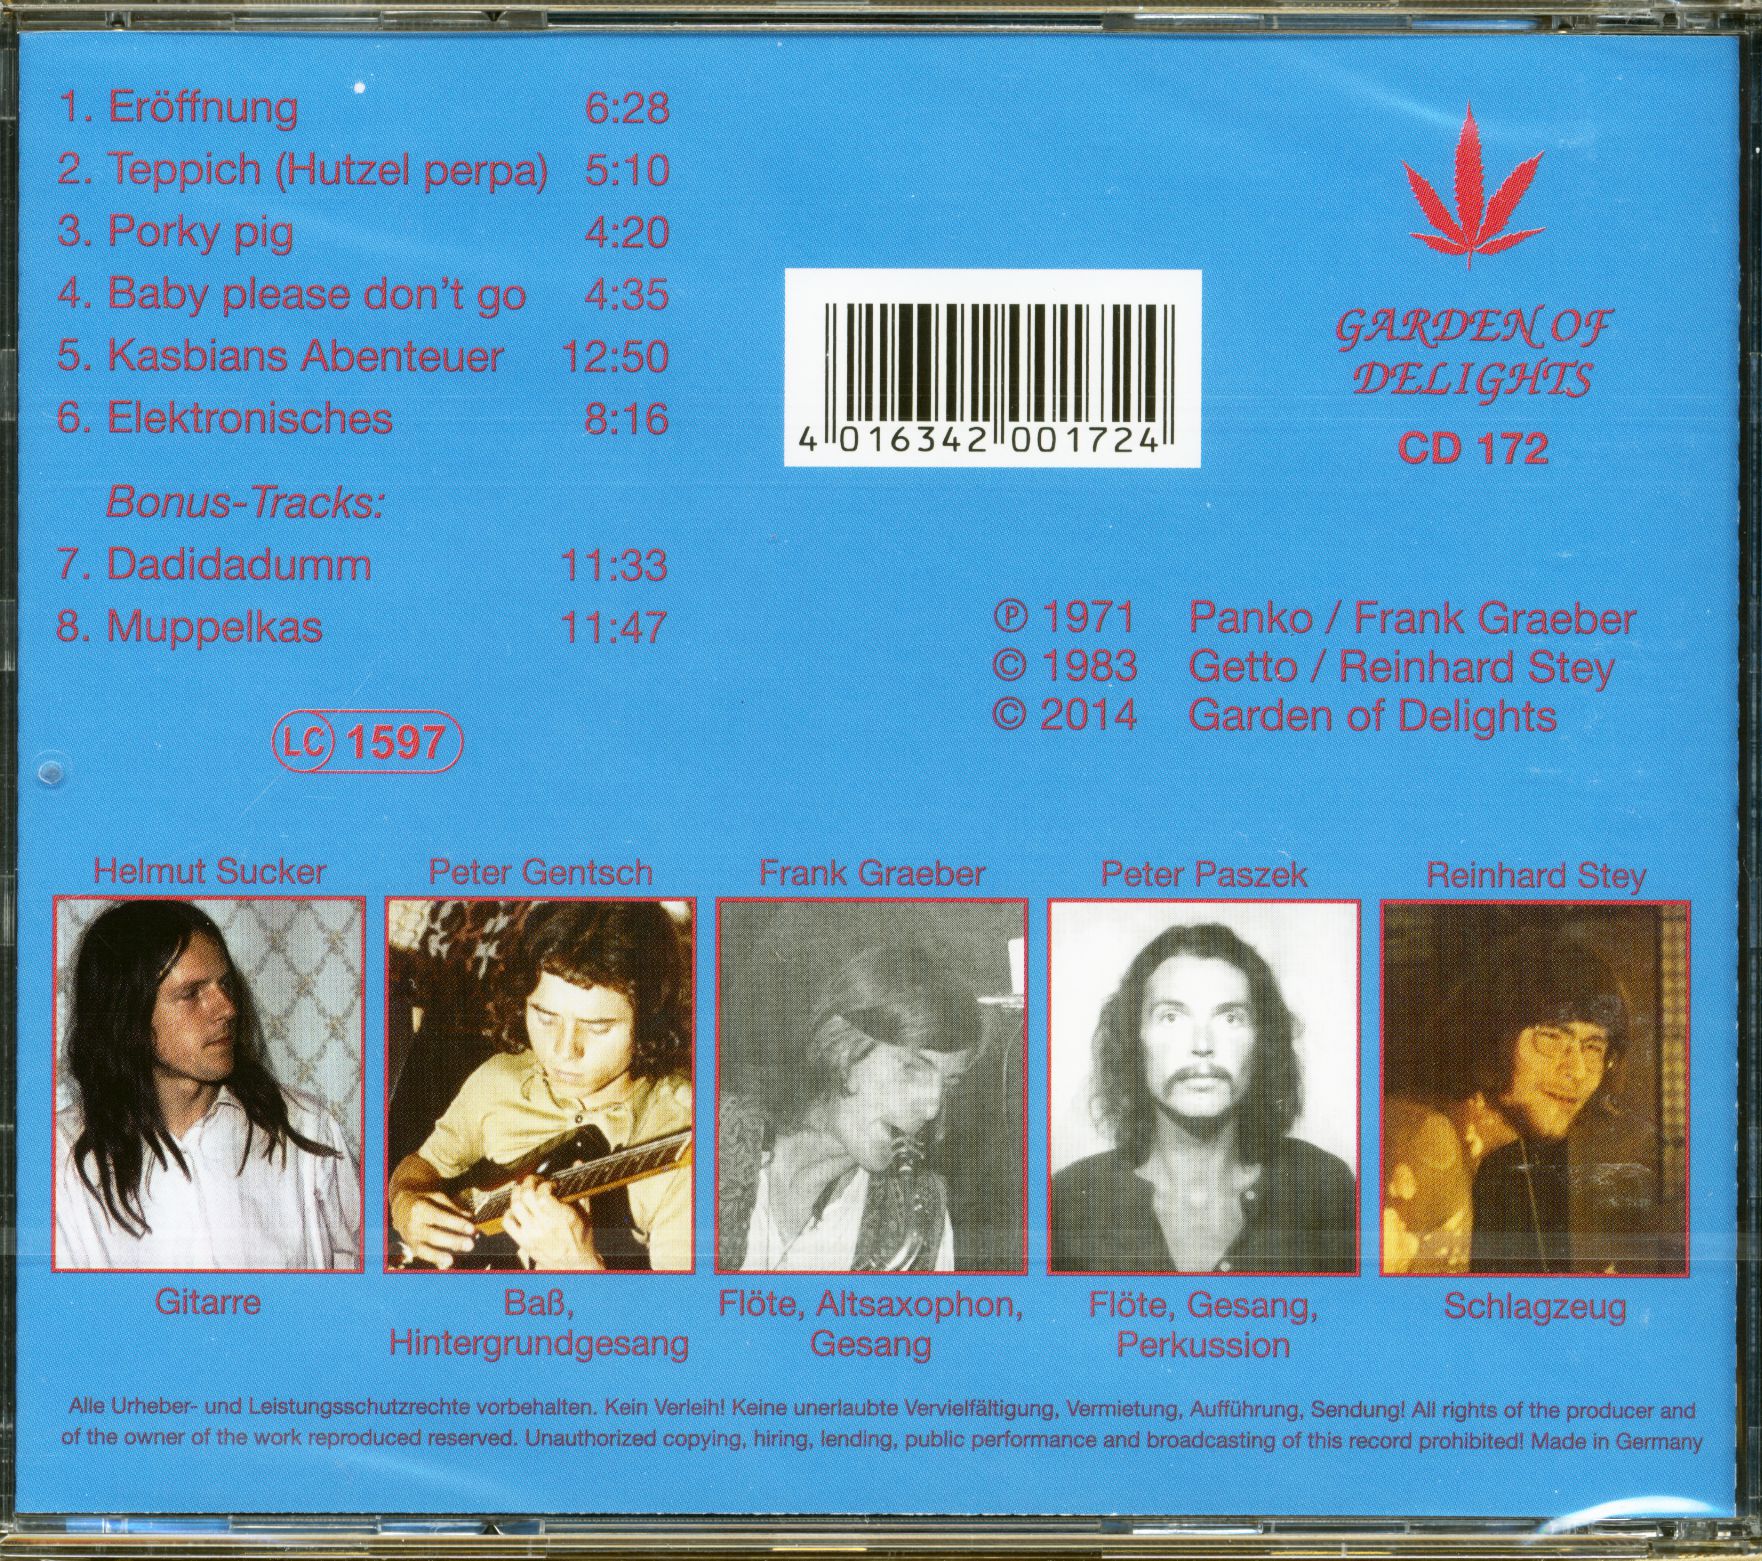 1. Eröffnung 6:28
2. Teppich (Hutzel perpa) 5:10
3. Porky pig 4:20
4. Baby please don't go 4:35
5. Kasbians Abenteuer 12:50
6. Elektronisches 8:16
Bonus-Tracks:
7. Dadidadumm 11:33
8. Muppelkas 11:47
LC 1597
4 016342 001724
GARDEN OF
DELIGHTS
CD 172
℗ 1971 Panko / Frank Graeber
© 1983 Getto / Reinhard Stey
© 2014 Garden of Delights
Helmut Sucker
Gitarre
Peter Gentsch
Baß,
Hintergrundgesang
Frank Graeber
Flöte, Altsaxophon,
Gesang
Peter Paszek
Flöte, Gesang,
Perkussion
Reinhard Stey
Schlagzeug
Alle Urheber- und Leistungsschutzrechte vorbehalten. Kein Verleih! Keine unerlaubte Vervielfältigung, Vermietung, Aufführung, Sendung! All rights of the producer and
of the owner of the work reproduced reserved. Unauthorized copying, hiring, lending, public performance and broadcasting of this record prohibited! Made in Germany